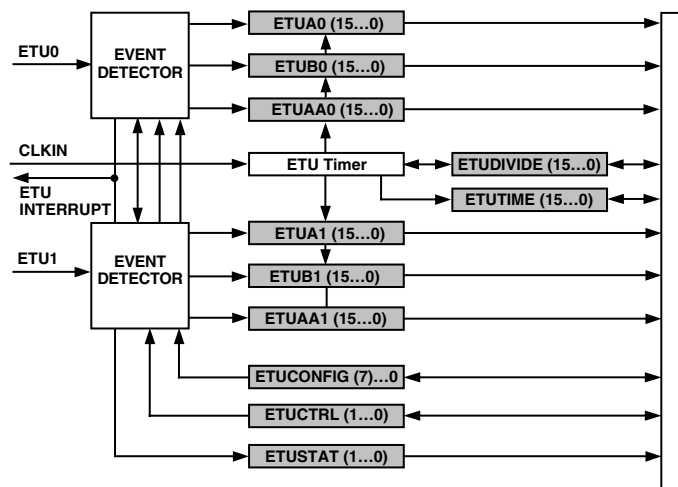 ETU0
EVENT
DETECTOR
ETUA0 (15...0)
ETUB0 (15...0)
ETUAA0 (15...0)
CLKIN
ETU Timer
ETUDIVIDE (15...0)
ETUTIME (15...0)
ETU
INTERRUPT
ETU1
EVENT
DETECTOR
ETUA1 (15...0)
ETUB1 (15...0)
ETUAA1 (15...0)
ETUCONFIG (7)...0
ETUCTRL (1...0)
ETUSTAT (1...0)